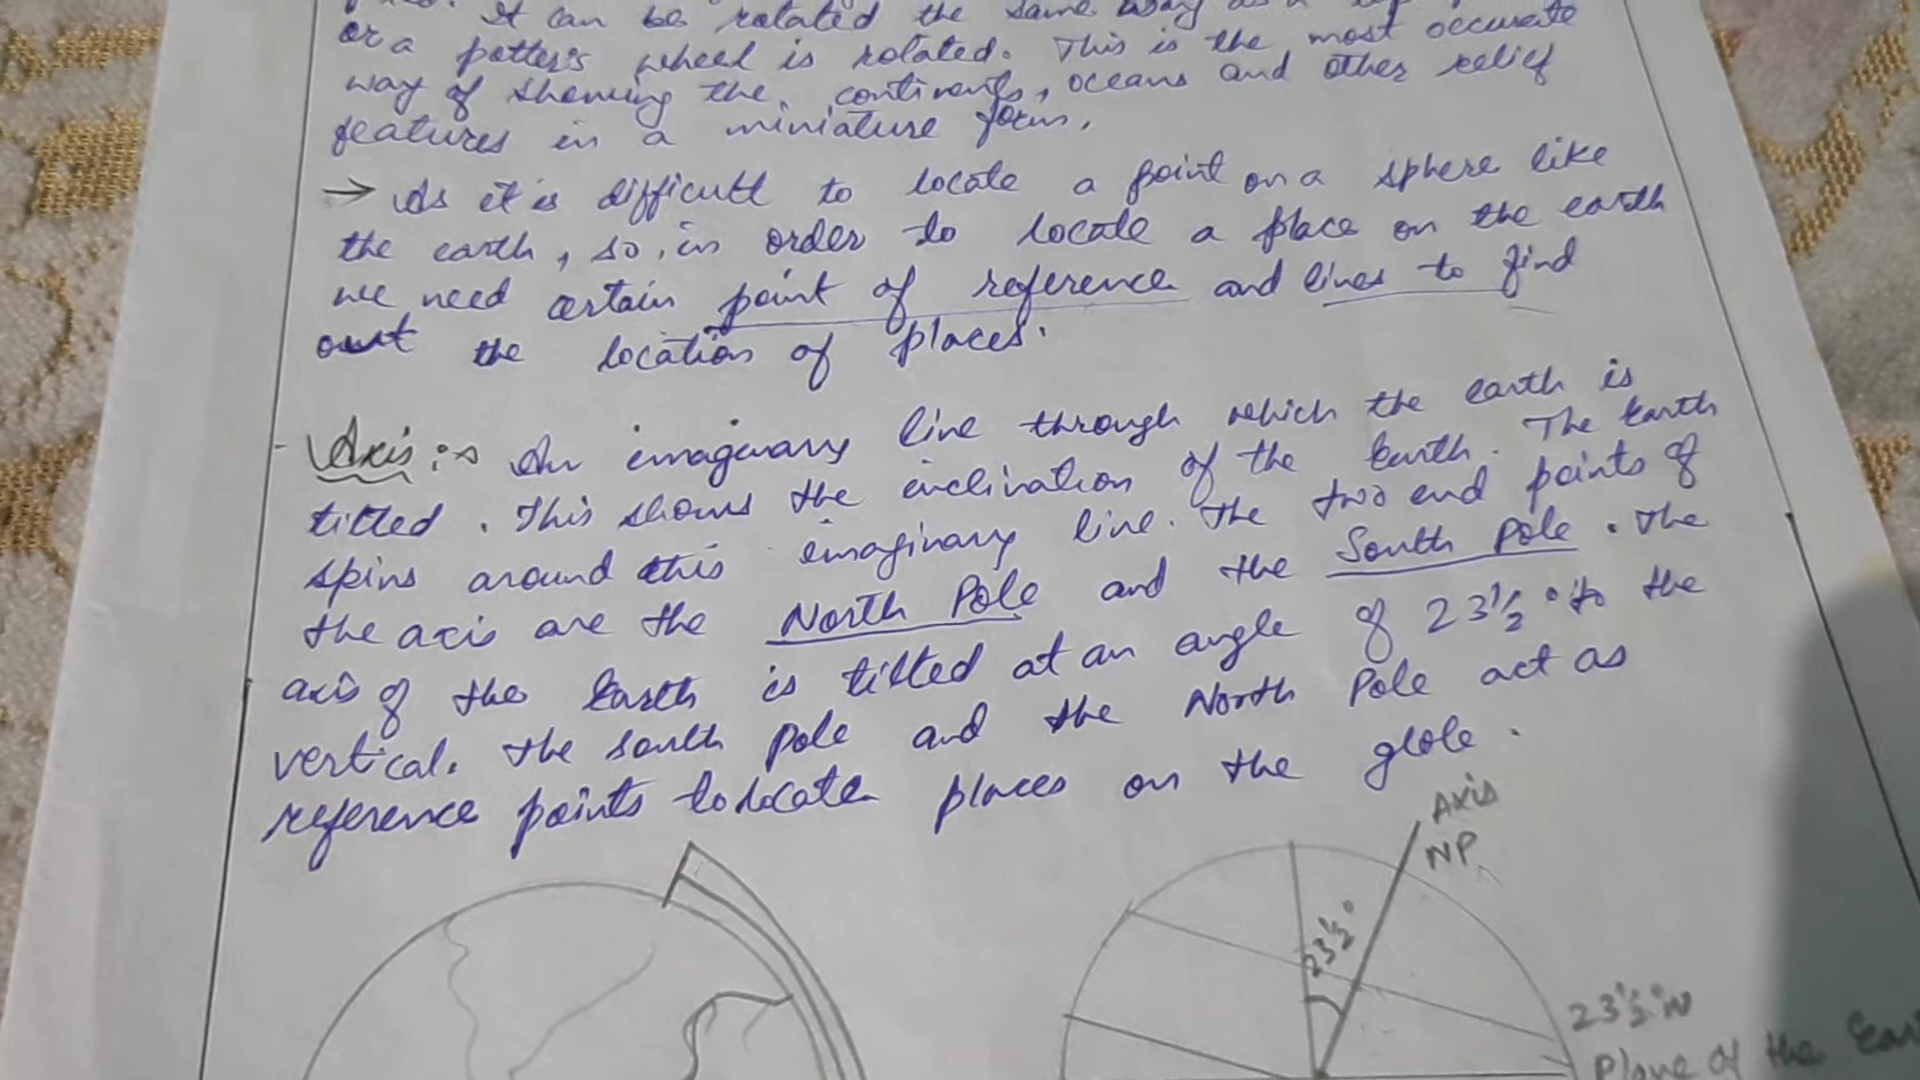 It can be rotated the same way as a
or a potter's wheel is rotated. This is the most accurate
way of showing the continents, oceans and other relief
features in a miniature form.
→ As it is difficult to locate a point on a sphere like
the earth, so, in order to locate a place on the earth
we need certain point of reference and lines to find
out the location of places.
- Axis :→ An imaginary line through which the earth is
tilted. This shows the inclination of the Earth. The Earth
spins around this imaginary line. The two end points of
the axis are the North Pole and the South Pole. The
axis of the Earth is tilted at an angle of 23½° to the
vertical. The South pole and the North Pole act as
reference points to locate places on the globe.
Axis
NP
23½°
23½°N
Plane of the